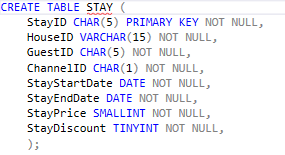 CREATE TABLE STAY (
StayID CHAR(5) PRIMARY KEY NOT NULL,
HouseID VARCHAR(15) NOT NULL,
GuestID CHAR(5) NOT NULL,
ChannelID CHAR(1) NOT NULL,
StayStartDate DATE NOT NULL,
StayEndDate DATE NOT NULL,
StayPrice SMALLINT NOT NULL,
StayDiscount TINYINT NOT NULL,
);